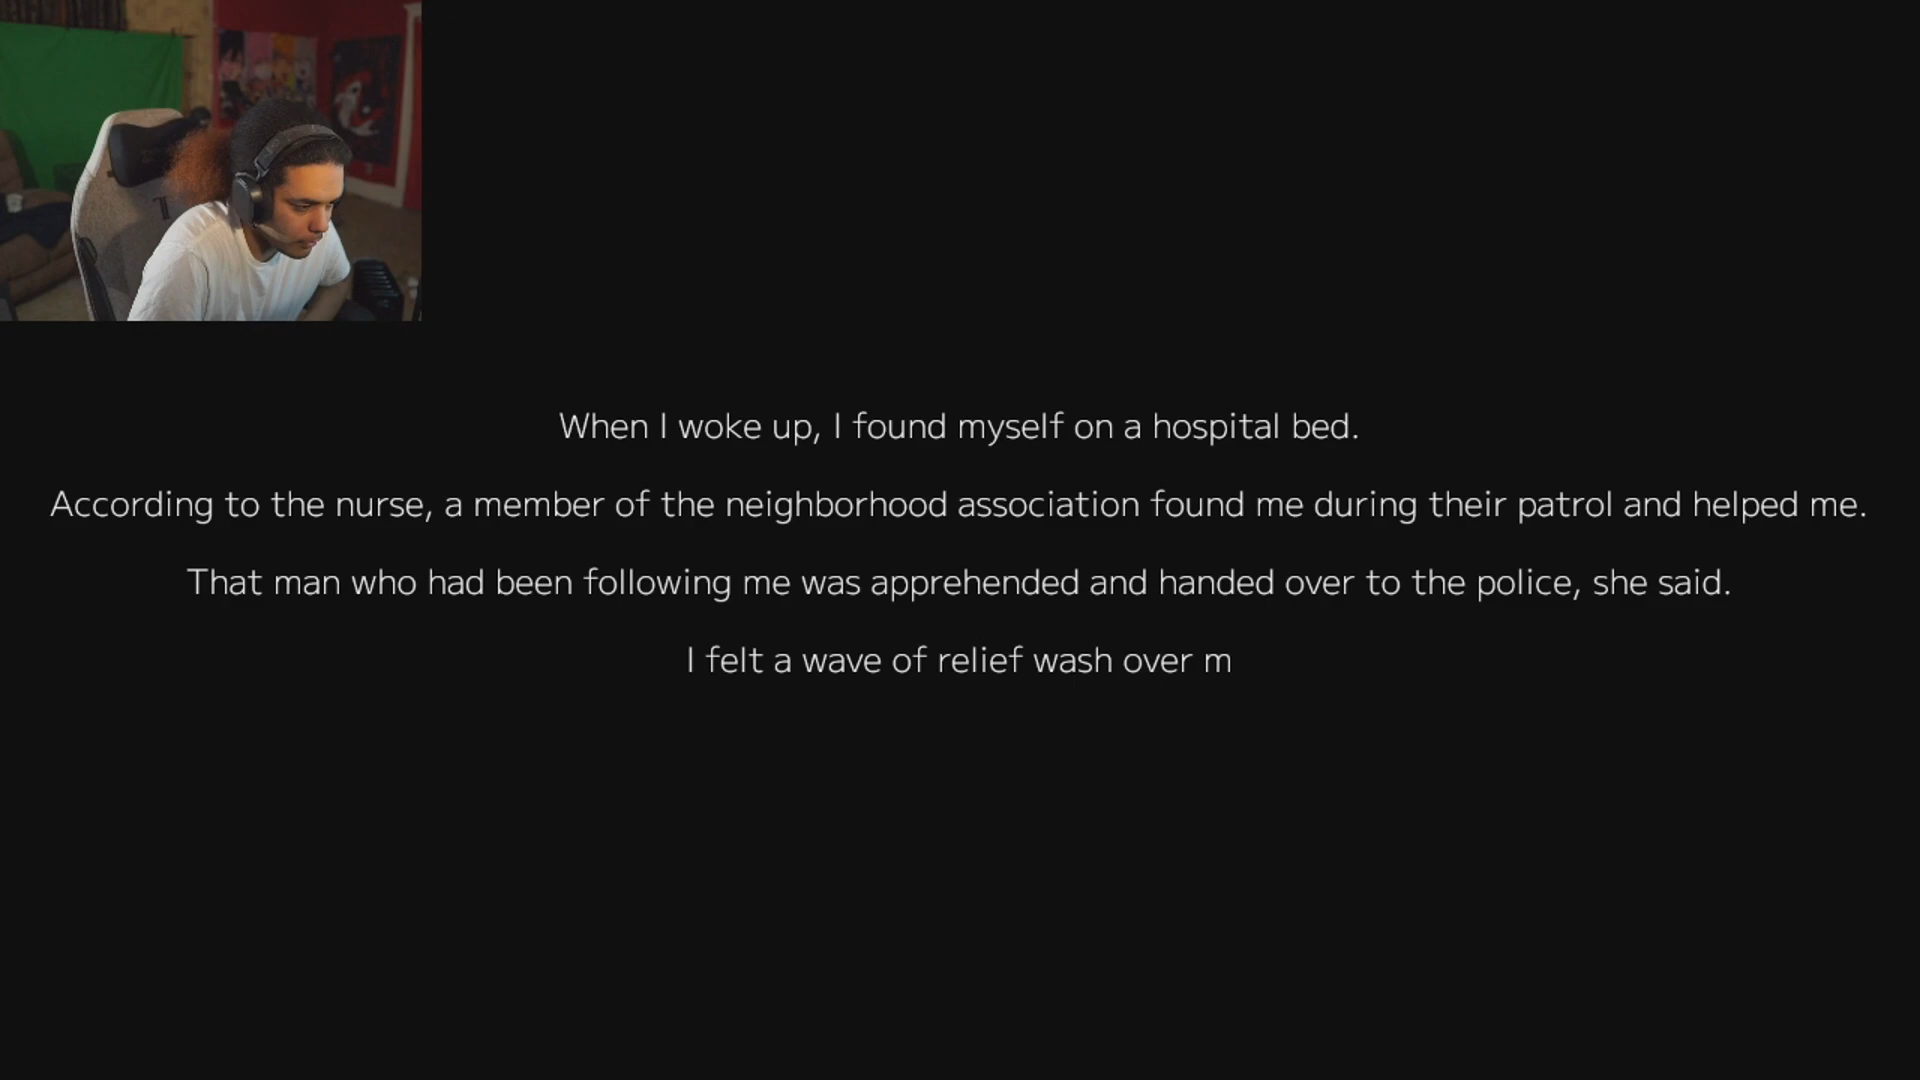 When I woke up, I found myself on a hospital bed.
According to the nurse, a member of the neighborhood association found me during their patrol and helped me.
That man who had been following me was apprehended and handed over to the police, she said.
I felt a wave of relief wash over m